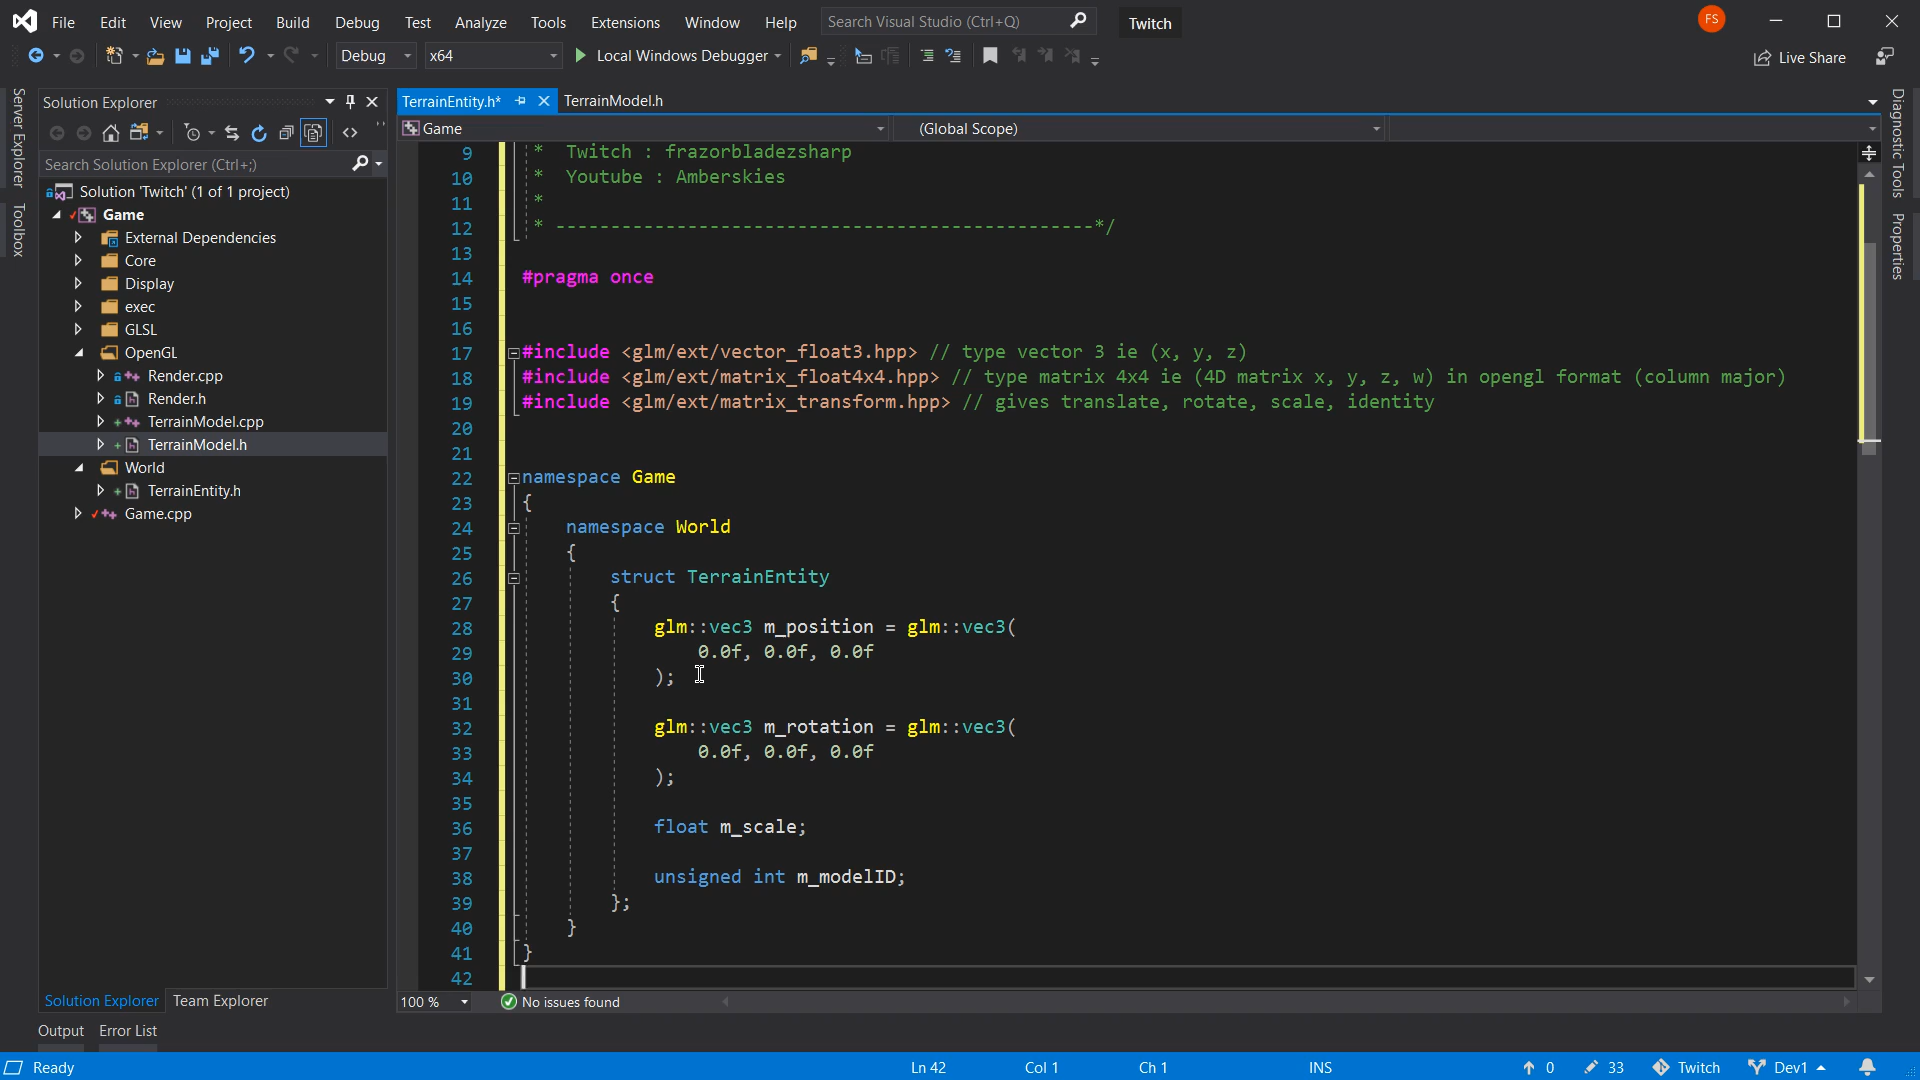 File Edit View Project Build Debug Test Analyze Tools Extensions Window Help Search Visual Studio (Ctrl+Q) Twitch FS
Debug x64 Local Windows Debugger Live Share
Server Explorer
Toolbox
Solution Explorer
Search Solution Explorer (Ctrl+;)
Solution 'Twitch' (1 of 1 project)
Game
External Dependencies
Core
Display
exec
GLSL
OpenGL
Render.cpp
Render.h
TerrainModel.cpp
TerrainModel.h
World
TerrainEntity.h
Game.cpp
Solution Explorer Team Explorer
TerrainEntity.h* TerrainModel.h
Game (Global Scope)
9 * Twitch : frazorbladezsharp
10 * Youtube : Amberskies
11 *
12 * -------------------------------------------------*/
13
14 #pragma once
15
16
17 #include <glm/ext/vector_float3.hpp> // type vector 3 ie (x, y, z)
18 #include <glm/ext/matrix_float4x4.hpp> // type matrix 4x4 ie (4D matrix x, y, z, w) in opengl format (column major)
19 #include <glm/ext/matrix_transform.hpp> // gives translate, rotate, scale, identity
20
21
22 namespace Game
23 {
24 namespace World
25 {
26 struct TerrainEntity
27 {
28 glm::vec3 m_position = glm::vec3(
29 0.0f, 0.0f, 0.0f
30 );
31
32 glm::vec3 m_rotation = glm::vec3(
33 0.0f, 0.0f, 0.0f
34 );
35
36 float m_scale;
37
38 unsigned int m_modelID;
39 };
40 }
41 }
42
100 % No issues found
Diagnostic Tools
Properties
Output Error List
Ready Ln 42 Col 1 Ch 1 INS 0 33 Twitch Dev1